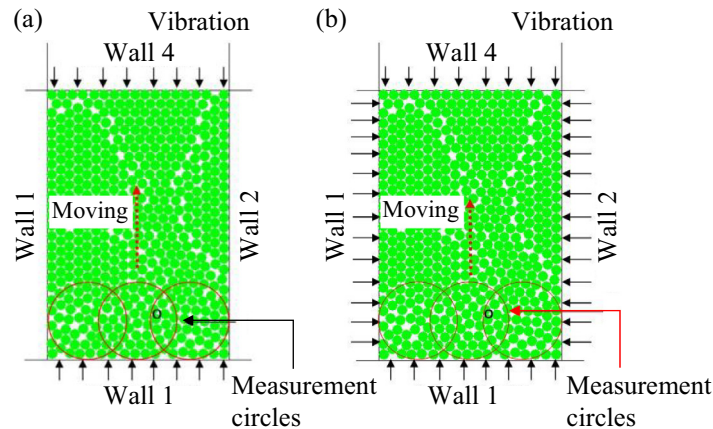 (a)
Vibration
Wall 4
Wall 1
Moving
Wall 2
o
Wall 1
Measurement
circles
(b)
Vibration
Wall 4
Wall 1
Moving
Wall 2
o
Wall 1
Measurement
circles